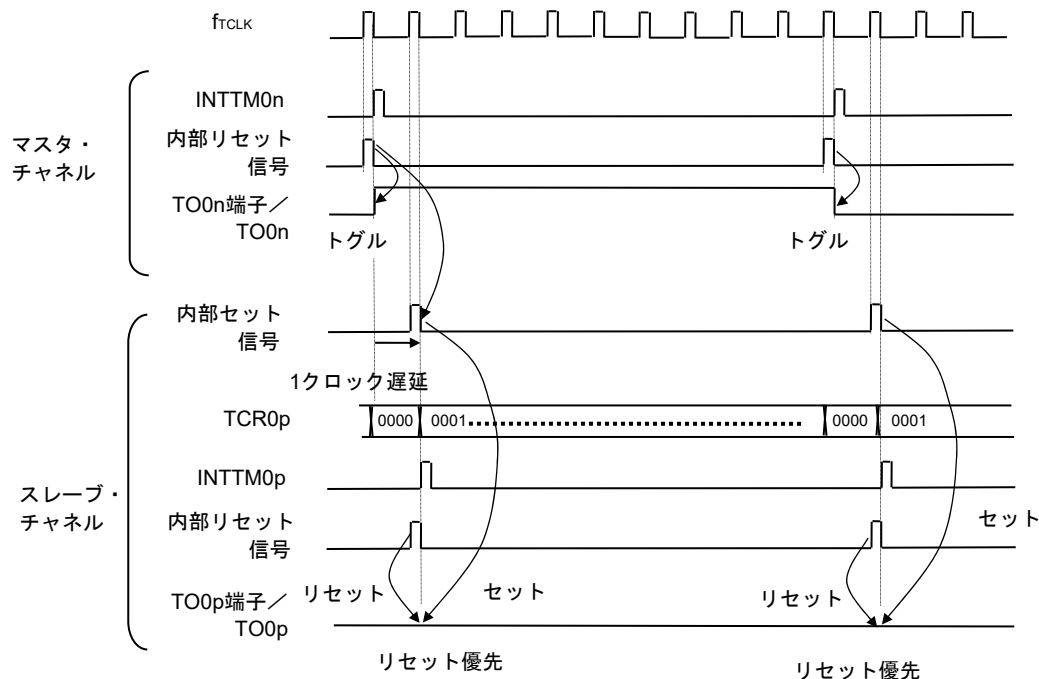 fTCLK
マスタ・
チャネル
INTTM0n
内部リセット
信号
TO0n端子／
TO0n
トグル
トグル
スレーブ・
チャネル
内部セット
信号
1クロック遅延
TCR0p
0000
0001
0000
0001
INTTM0p
内部リセット
信号
セット
リセット
セット
リセット
TO0p端子／
TO0p
リセット優先
リセット優先